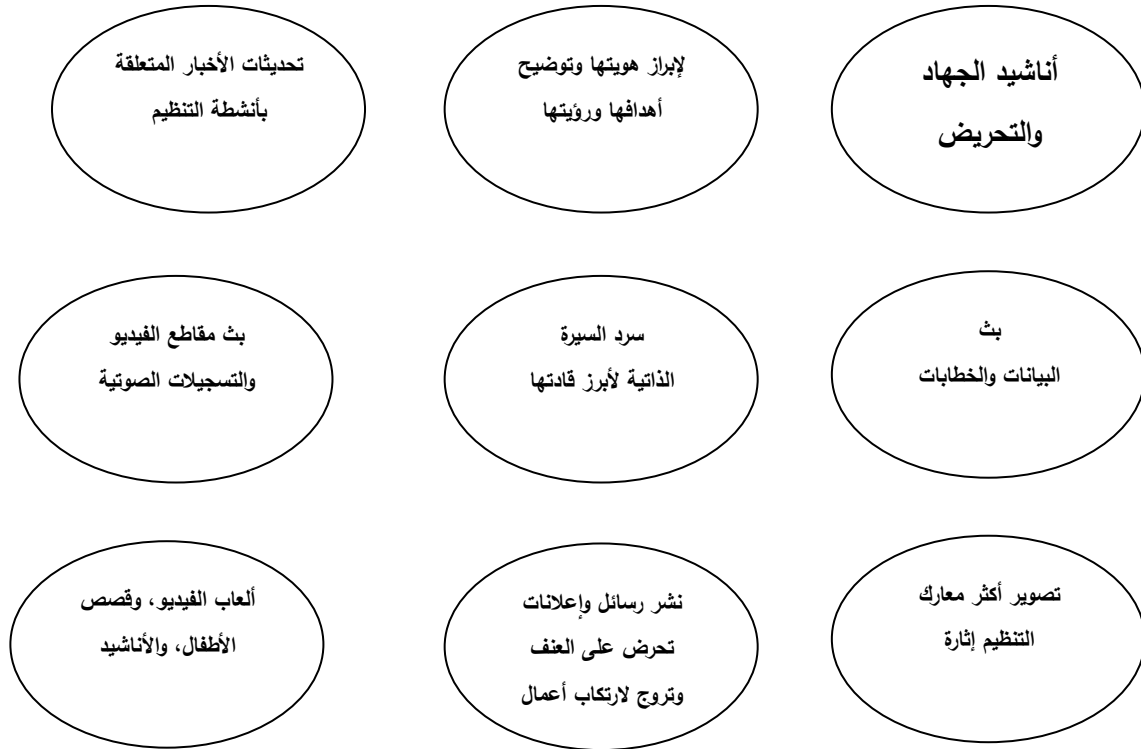 أناشيد الجهاد
والتحريض
لإبراز هويتها وتوضيح
أهدافها ورؤيتها
تحديثات الأخبار المتعلقة
بأنشطة التنظيم
بث
البيانات والخطابات
سرد السيرة
الذاتية لأبرز قادتها
بث مقاطع الفيديو
والتسجيلات الصوتية
تصوير أكثر معارك
التنظيم إثارة
نشر رسائل وإعلانات
تحرض على العنف
وتروج لارتكاب أعمال
ألعاب الفيديو، وقصص
الأطفال، والأناشيد